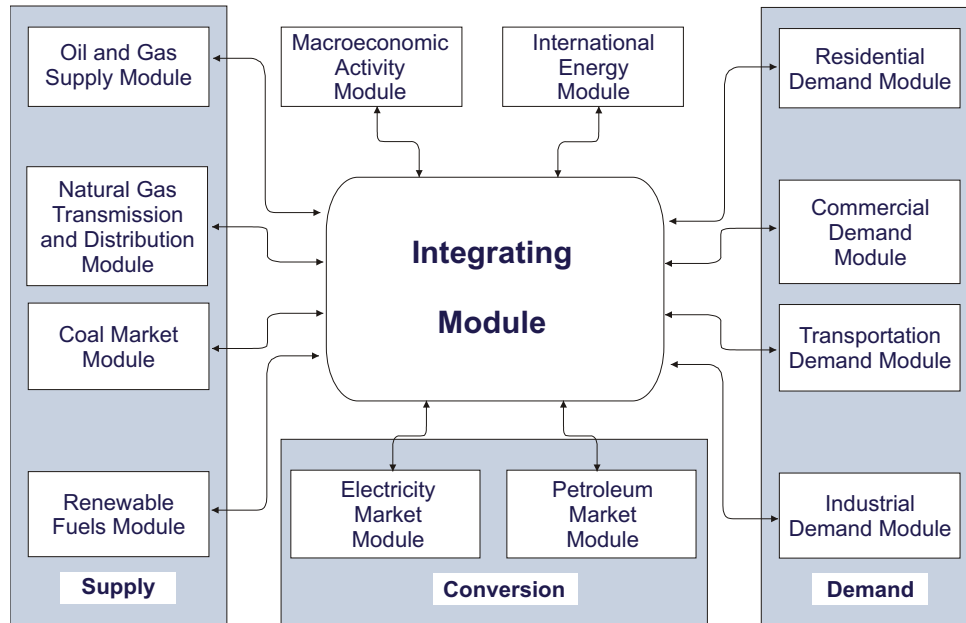 Oil and Gas
Supply Module
Macroeconomic
Activity
Module
International
Energy
Module
Residential
Demand Module
Natural Gas
Transmission
and Distribution
Module
Commercial
Demand
Module
Integrating
Module
Coal Market
Module
Transportation
Demand Module
Renewable
Fuels Module
Electricity
Market
Module
Petroleum
Market
Module
Industrial
Demand Module
Supply
Conversion
Demand